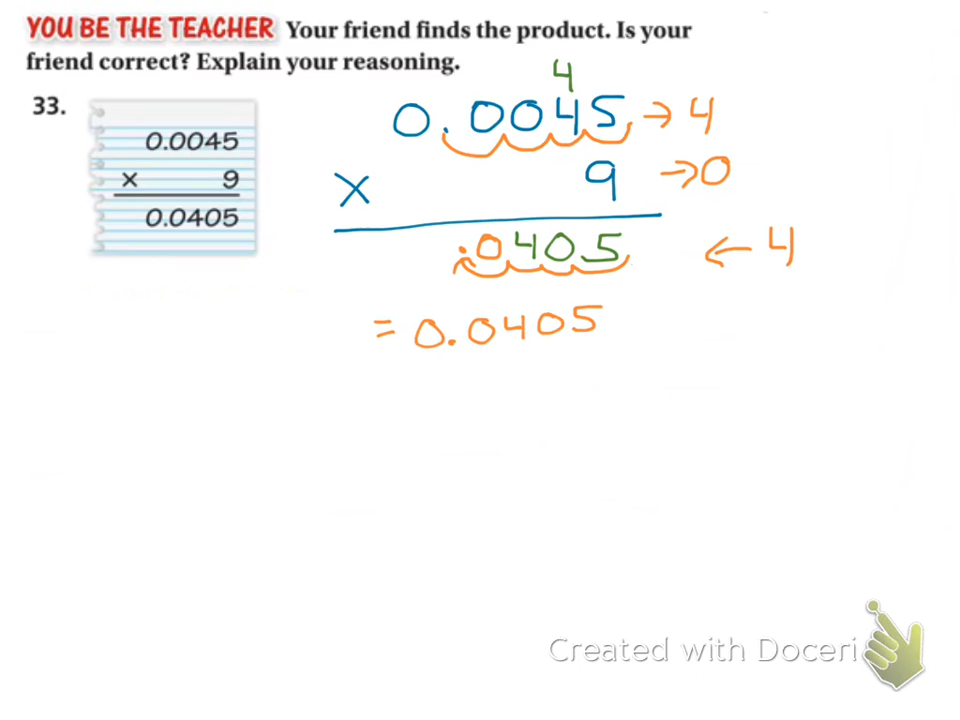 YOU BE THE TEACHER Your friend finds the product. Is your
friend correct? Explain your reasoning.
33.
0.0045
× 9
0.0405
4
0.0045 → 4
× 9 → 0
.0405 ← 4
= 0.0405
Created with Doceri